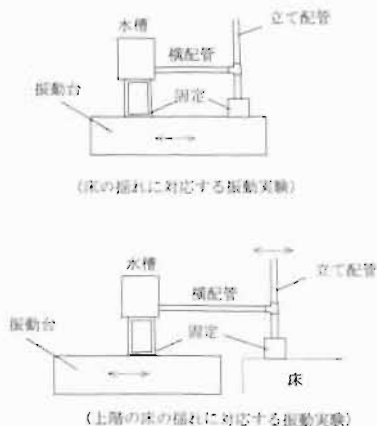 立て配管
水槽
横配管
振動台
固定
(床の揺れに対応する振動実験)
水槽
立て配管
横配管
振動台
固定
床
(上階の床の揺れに対応する振動実験)